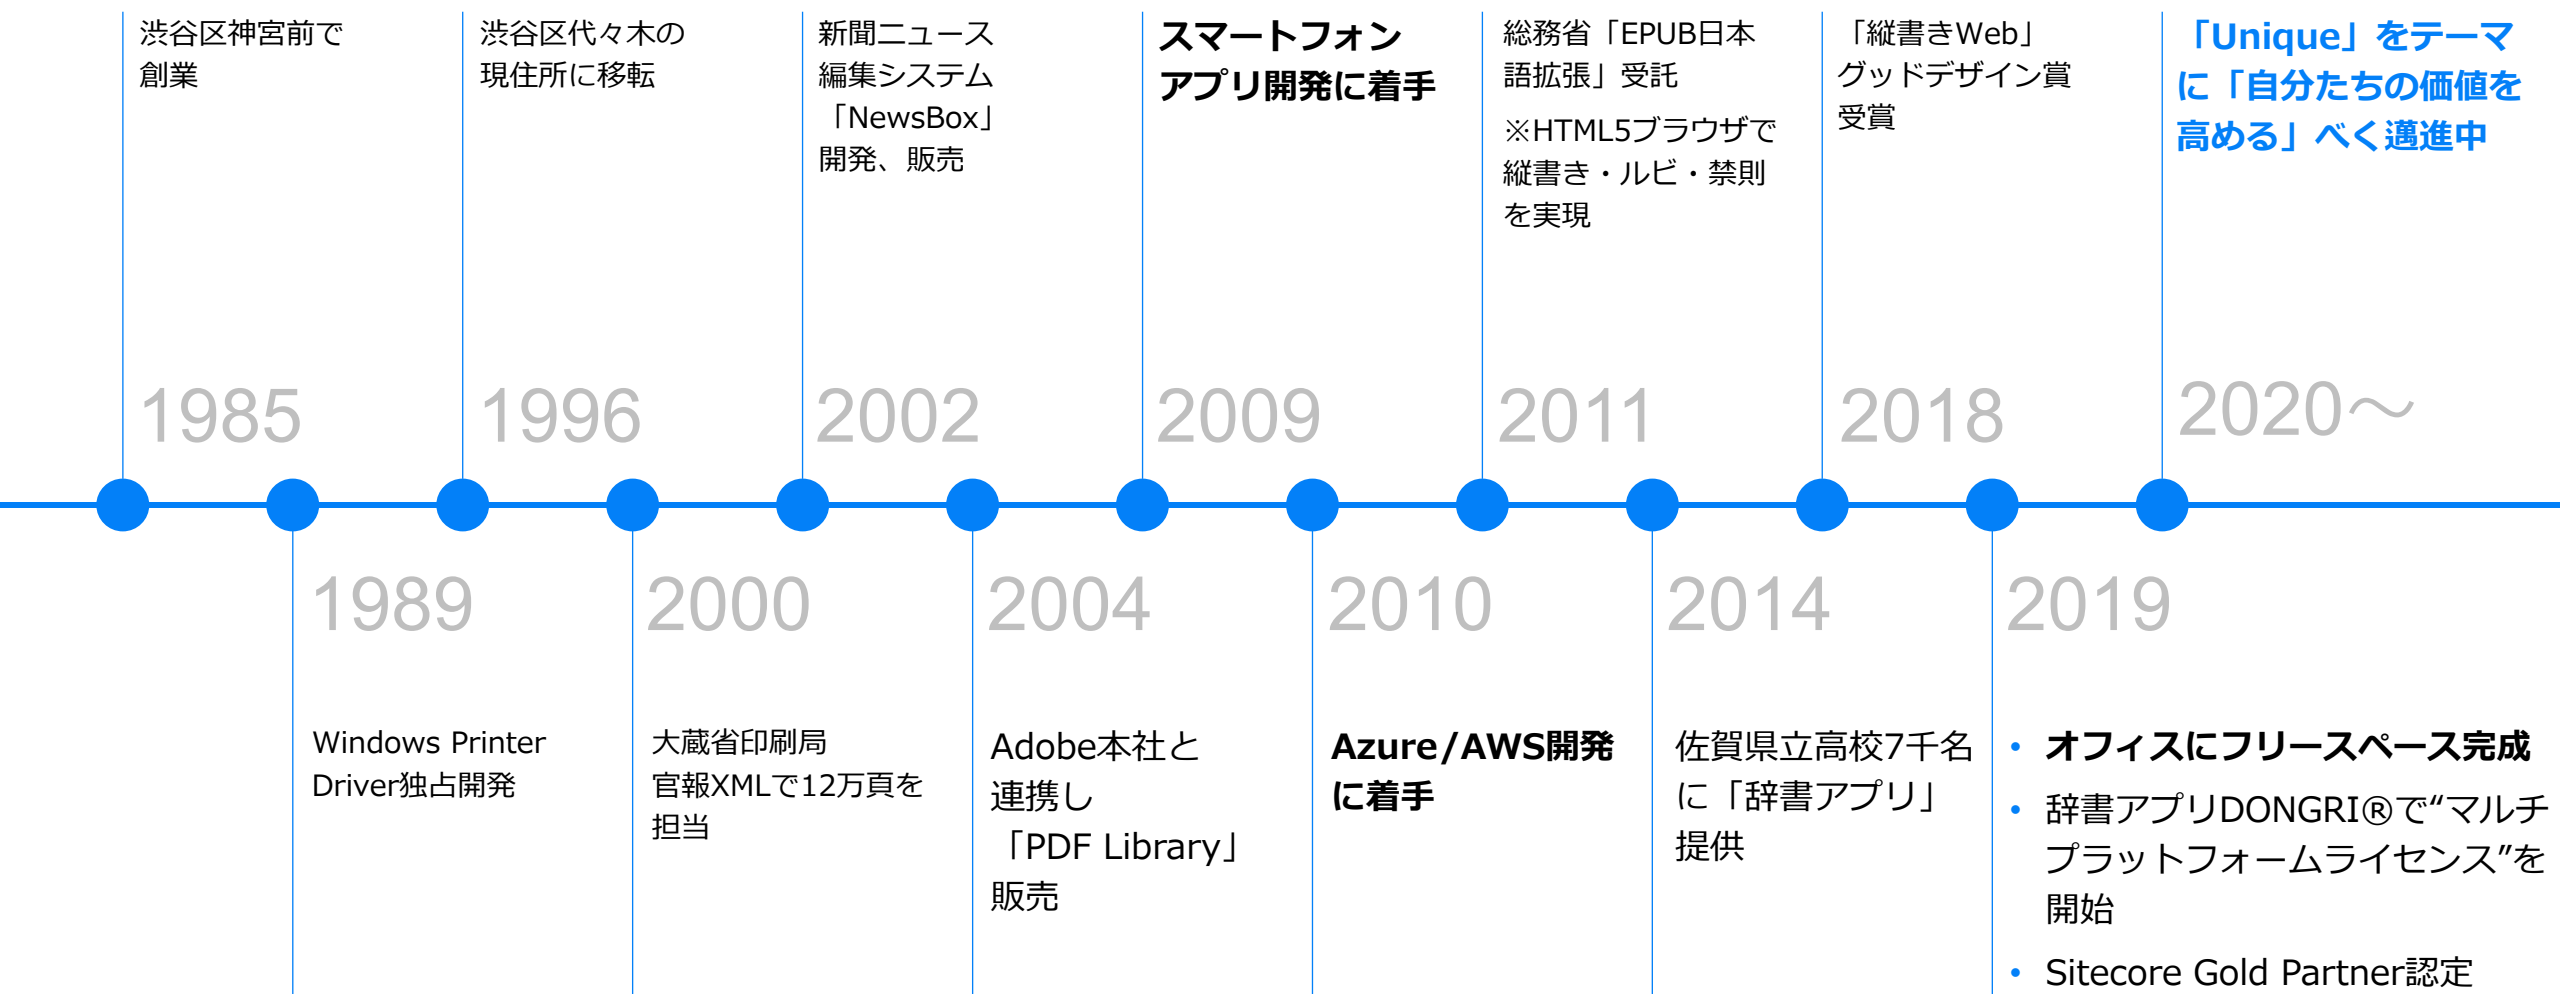 渋谷区神宮前で
創業
1985
渋谷区代々木の
現住所に移転
1996
新聞ニュース
編集システム
「NewsBox」
開発、販売
2002
スマートフォン
アプリ開発に着手
2009
総務省「EPUB日本
語拡張」受託
※HTML5ブラウザで
縦書き・ルビ・禁則
を実現
2011
「縦書きWeb」
グッドデザイン賞
受賞
2018
「Unique」をテーマ
に「自分たちの価値を
高める」べく邁進中
2020～
1989
Windows Printer
Driver独占開発
2000
大蔵省印刷局
官報XMLで12万頁を
担当
2004
Adobe本社と
連携し
「PDF Library」
販売
2010
Azure/AWS開発
に着手
2014
佐賀県立高校7千名
に「辞書アプリ」
提供
2019
• オフィスにフリースペース完成
• 辞書アプリDONGRI®で“マルチ
プラットフォームライセンス”を
開始
• Sitecore Gold Partner認定